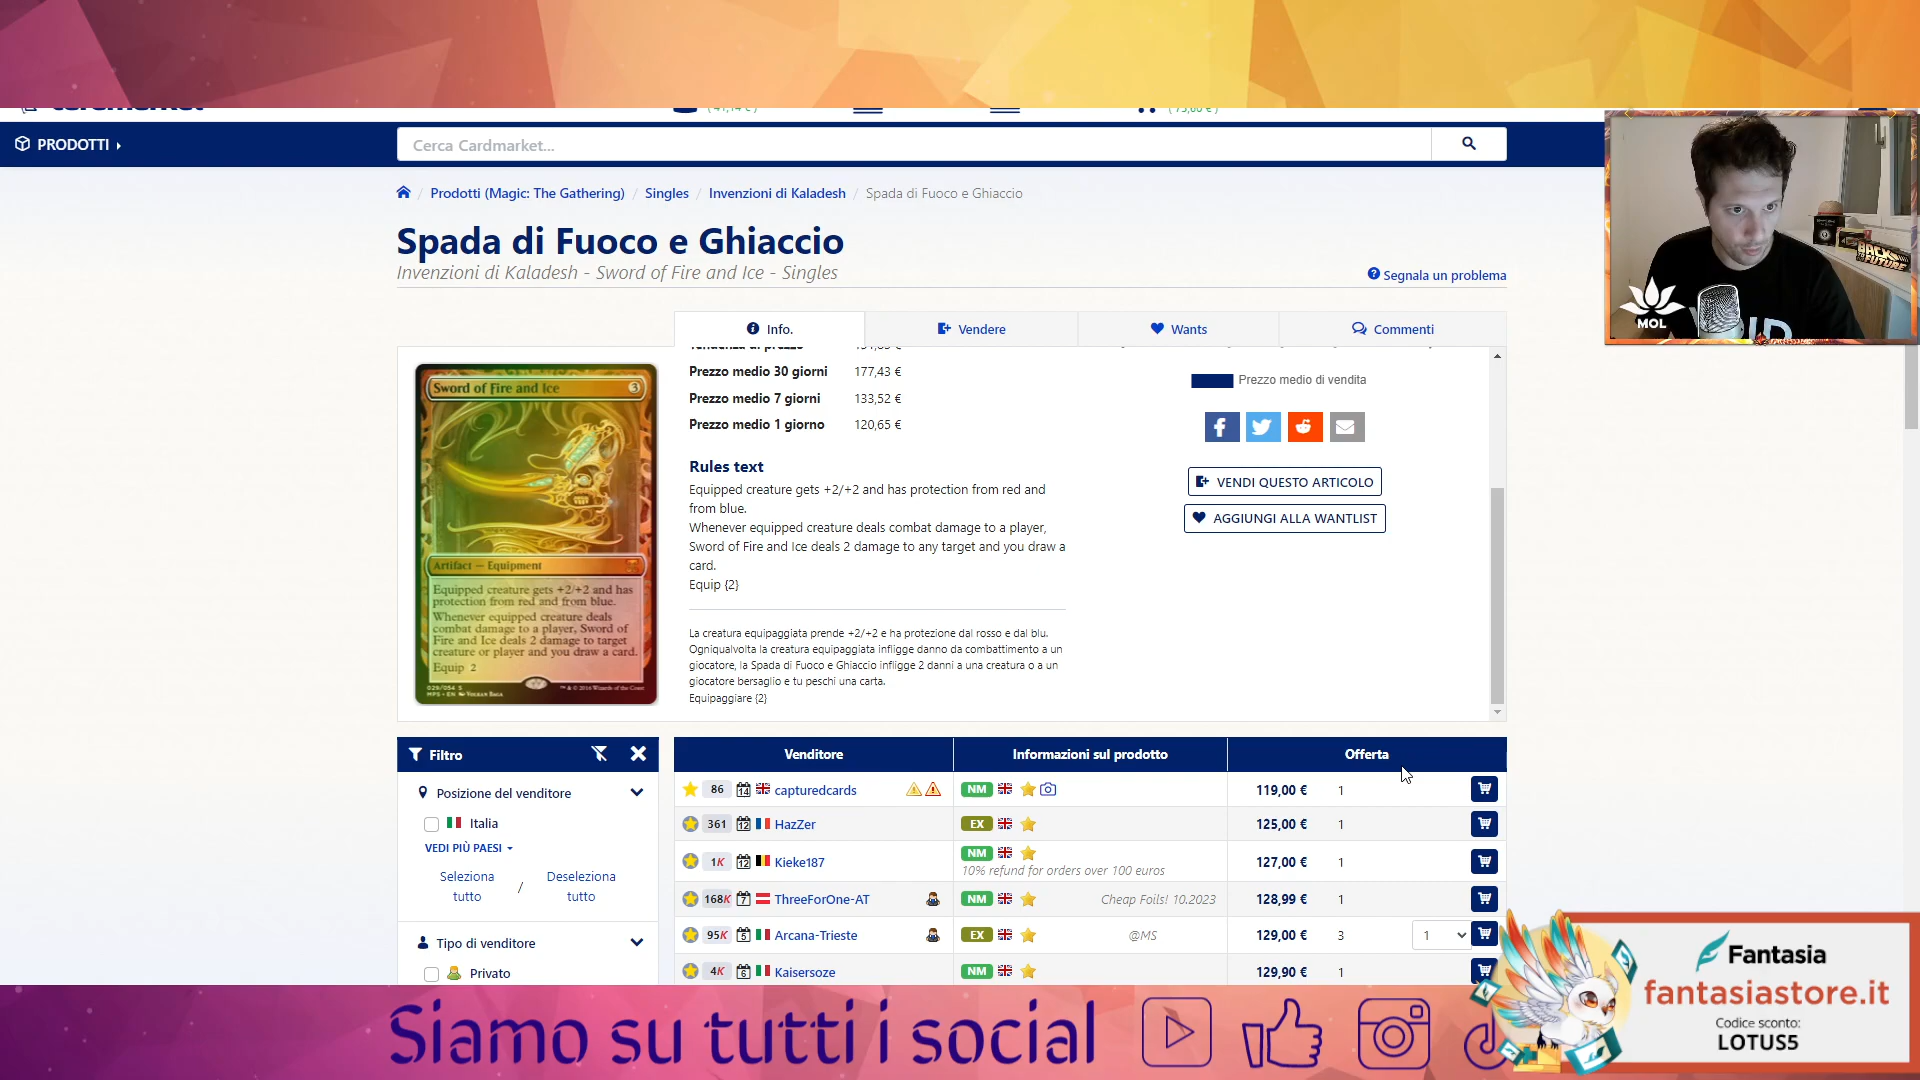 PRODOTTI
Cerca Cardmarket...
Prodotti (Magic: The Gathering) / Singles / Invenzioni di Kaladesh / Spada di Fuoco e Ghiaccio
Spada di Fuoco e Ghiaccio
Invenzioni di Kaladesh - Sword of Fire and Ice - Singles
Segnala un problema
Info.
Vendere
Wants
Commenti
Prezzo medio 30 giorni 177,43 €
Prezzo medio 7 giorni 133,52 €
Prezzo medio 1 giorno 120,65 €
Rules text
Equipped creature gets +2/+2 and has protection from red and
from blue.
Whenever equipped creature deals combat damage to a player,
Sword of Fire and Ice deals 2 damage to any target and you draw a
card.
Equip {2}
La creatura equipaggiata prende +2/+2 e ha protezione dal rosso e dal blu.
Ogniqualvolta la creatura equipaggiata infligge danno da combattimento a un
giocatore, la Spada di Fuoco e Ghiaccio infligge 2 danni a una creatura o a un
giocatore bersaglio e tu peschi una carta.
Equipaggiare {2}
Prezzo medio di vendita
VENDI QUESTO ARTICOLO
AGGIUNGI ALLA WANTLIST
Sword of Fire and Ice 3
Artifact — Equipment
Equipped creature gets +2/+2 and has
protection from red and from blue.
Whenever equipped creature deals
combat damage to a player, Sword of
Fire and Ice deals 2 damage to target
creature or player and you draw a card.
Equip 2
Filtro
Posizione del venditore
Italia
VEDI PIÙ PAESI
Seleziona tutto / Deseleziona tutto
Tipo di venditore
Privato
Venditore Informazioni sul prodotto Offerta
86 14 capturedcards NM 119,00 € 1
361 12 HazZer EX 125,00 € 1
1K 12 Kieke187 NM 127,00 € 1
10% refund for orders over 100 euros
168K 7 ThreeForOne-AT NM Cheap Foils! 10.2023 128,99 € 1
95K 5 Arcana-Trieste EX @MS 129,00 € 3 1
4K 6 Kaisersoze NM 129,90 € 1
MOL
BACK TO THE FUTURE
Siamo su tutti i social
Fantasia
fantasiastore.it
Codice sconto:
LOTUS5